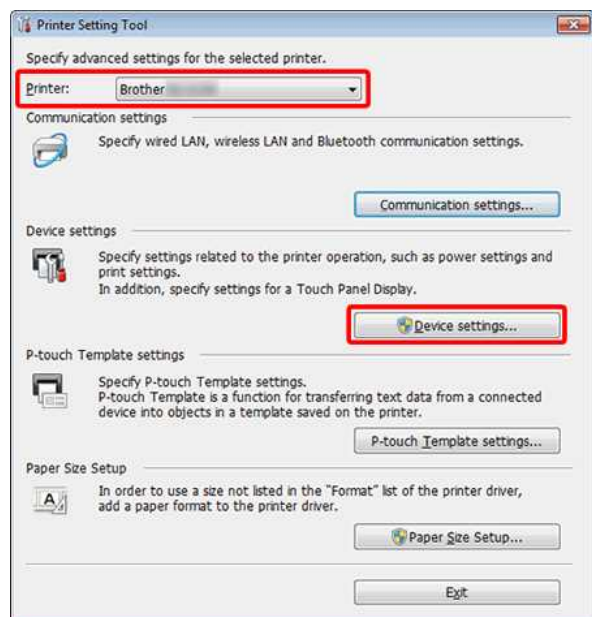 Printer Setting Tool
Specify advanced settings for the selected printer.
Printer: Brother
Communication settings
Specify wired LAN, wireless LAN and Bluetooth communication settings.
Communication settings...
Device settings
Specify settings related to the printer operation, such as power settings and
print settings.
In addition, specify settings for a Touch Panel Display.
Device settings...
P-touch Template settings
Specify P-touch Template settings.
P-touch Template is a function for transferring text data from a connected
device into objects in a template saved on the printer.
P-touch Template settings...
Paper Size Setup
In order to use a size not listed in the "Format" list of the printer driver,
add a paper format to the printer driver.
A
Paper Size Setup...
Exit